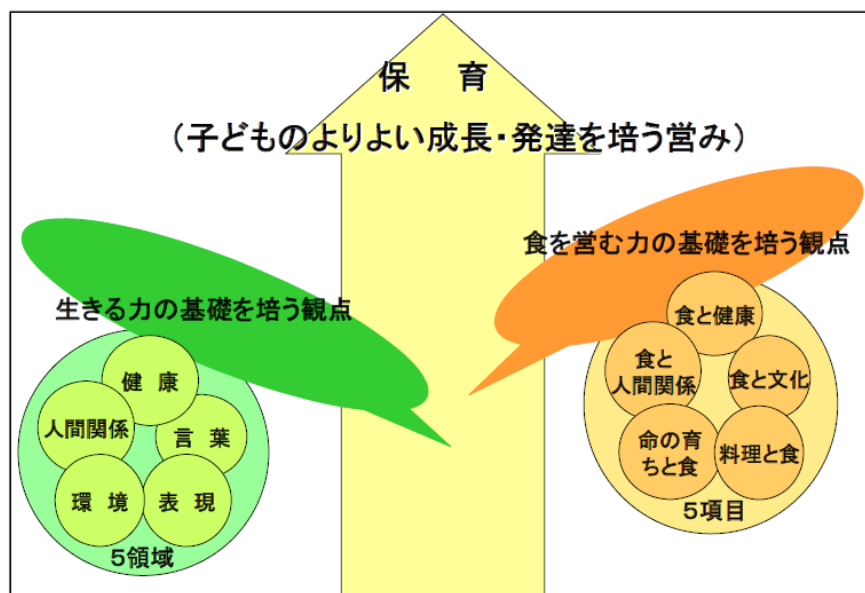 保　育
（子どものよりよい成長・発達を培う営み）
生きる力の基礎を培う観点
健　康
人間関係
言　葉
環　境
表　現
５領域
食を営む力の基礎を培う観点
食と健康
食と
人間関係
食と文化
命の育
ちと食
料理と食
５項目